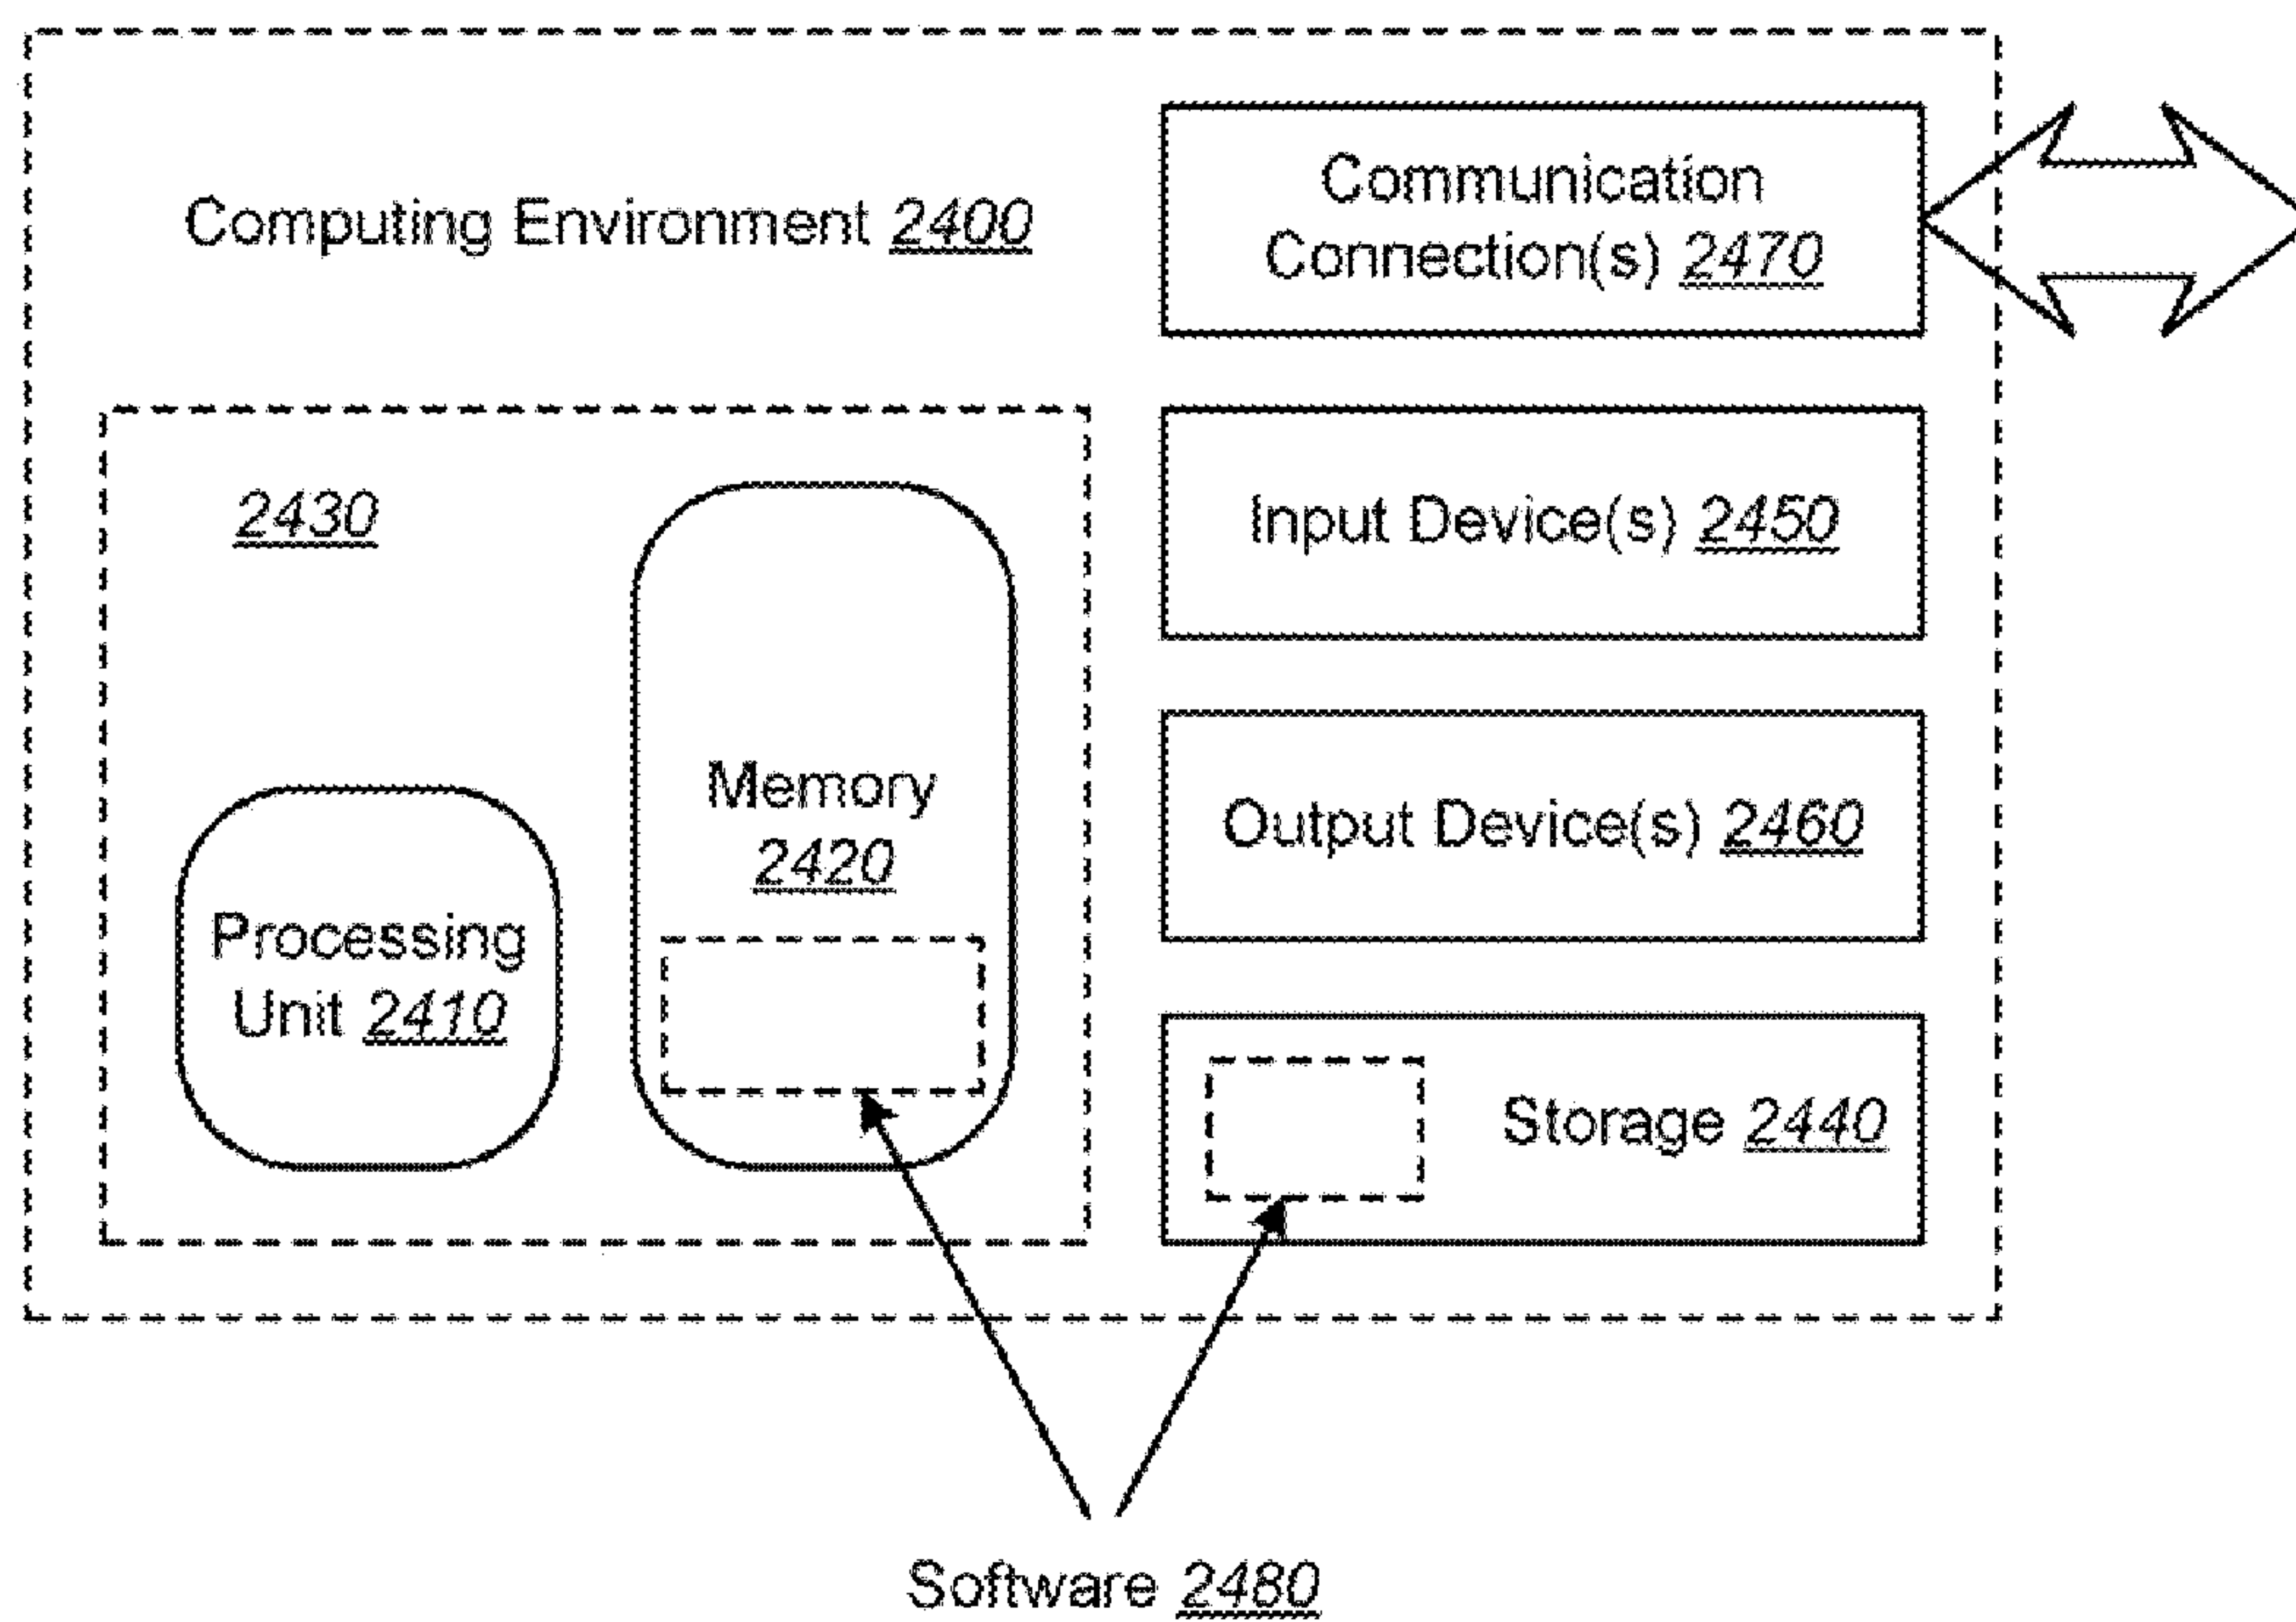 Computing Environment 2400
Communication
Connection(s) 2470
2430
Input Device(s) 2450
Memory
2420
Output Device(s) 2460
Processing
Unit 2410
Storage 2440
Software 2480